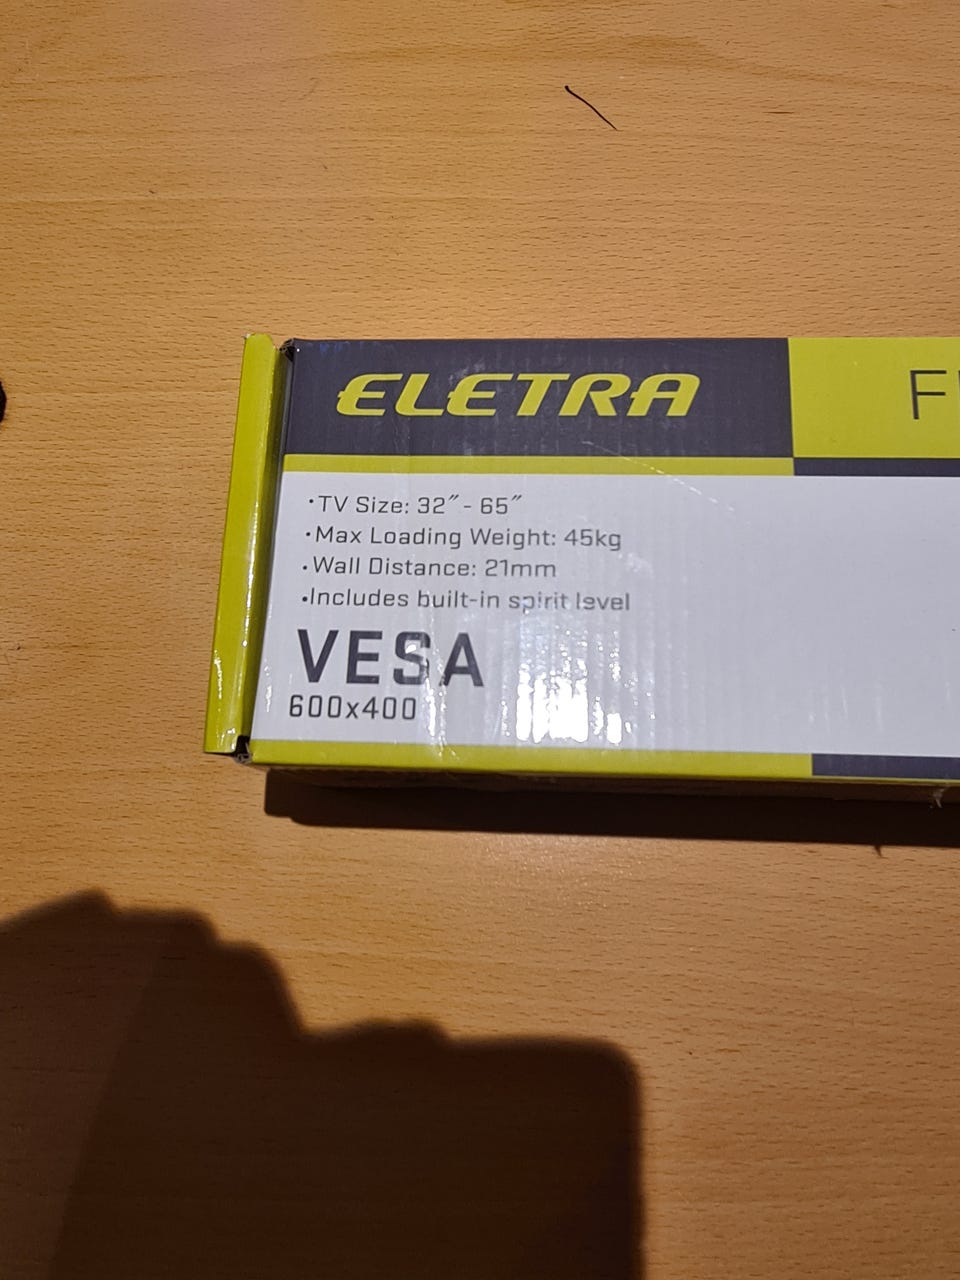 ELETRA
F
•TV Size: 32″ - 65″
•Max Loading Weight: 45kg
•Wall Distance: 21mm
•Includes built-in spirit level
VESA
600x400